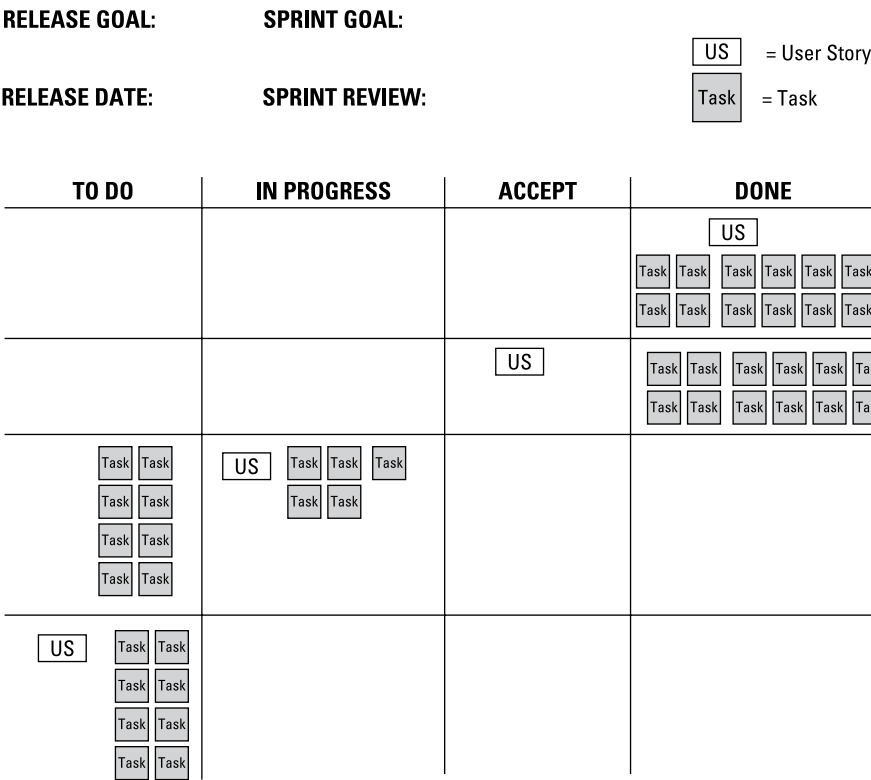 RELEASE GOAL: SPRINT GOAL:
US = User Story
RELEASE DATE: SPRINT REVIEW:
Task = Task
TO DO IN PROGRESS ACCEPT DONE
US
Task Task Task Task Task Task
Task Task Task Task Task Task
US
Task Task Task Task Task Ta
Task Task Task Task Task Ta
Task Task US Task Task Task
Task Task Task Task
Task Task
Task Task
US Task Task
Task Task
Task Task
Task Task